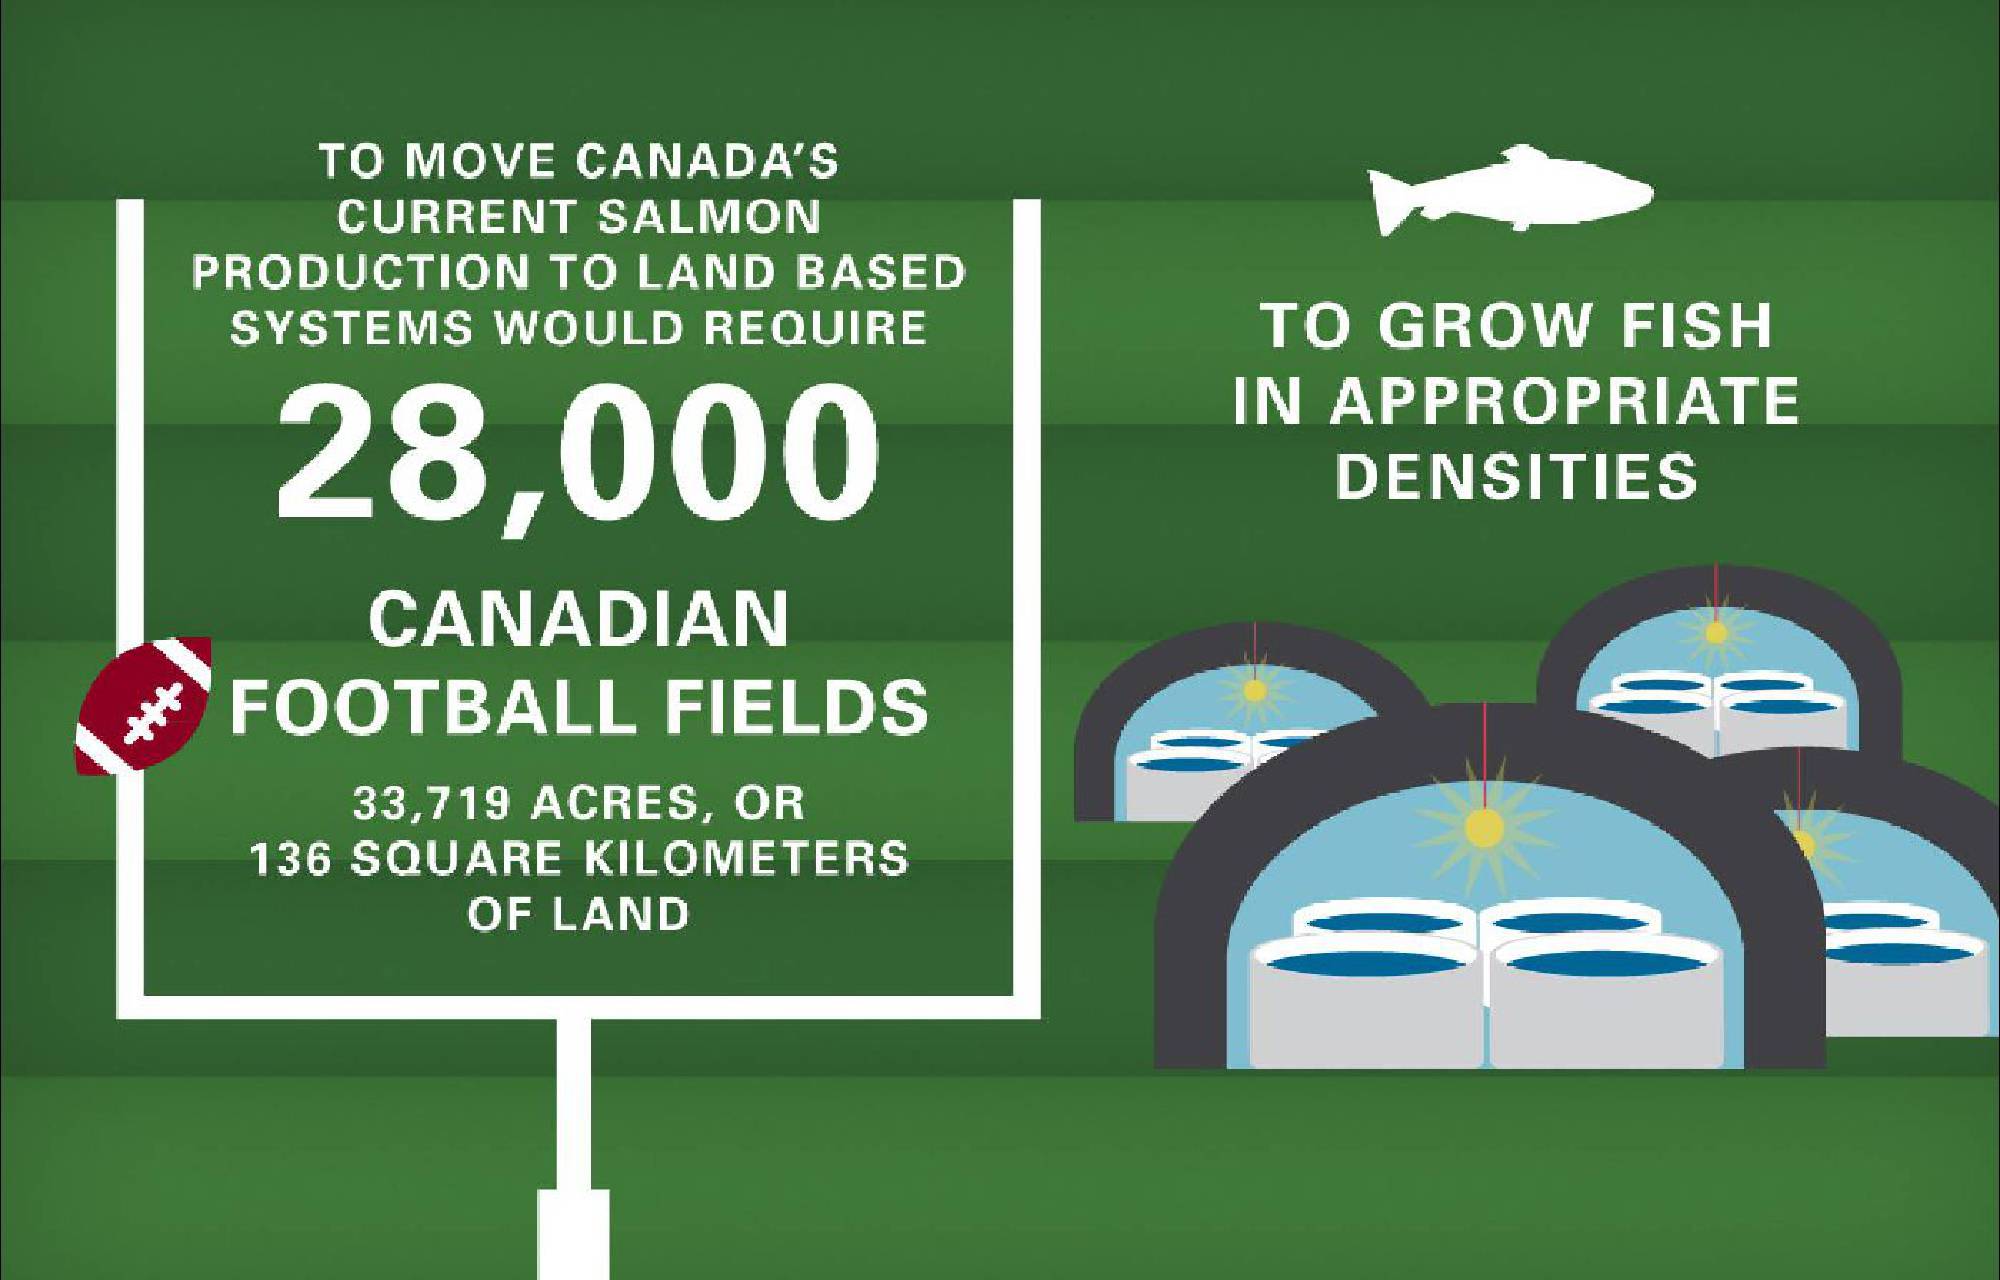 TO MOVE CANADA'S
CURRENT SALMON
PRODUCTION TO LAND BASED
SYSTEMS WOULD REQUIRE
28,000
CANADIAN
FOOTBALL FIELDS
33,719 ACRES, OR
136 SQUARE KILOMETERS
OF LAND
TO GROW FISH
IN APPROPRIATE
DENSITIES